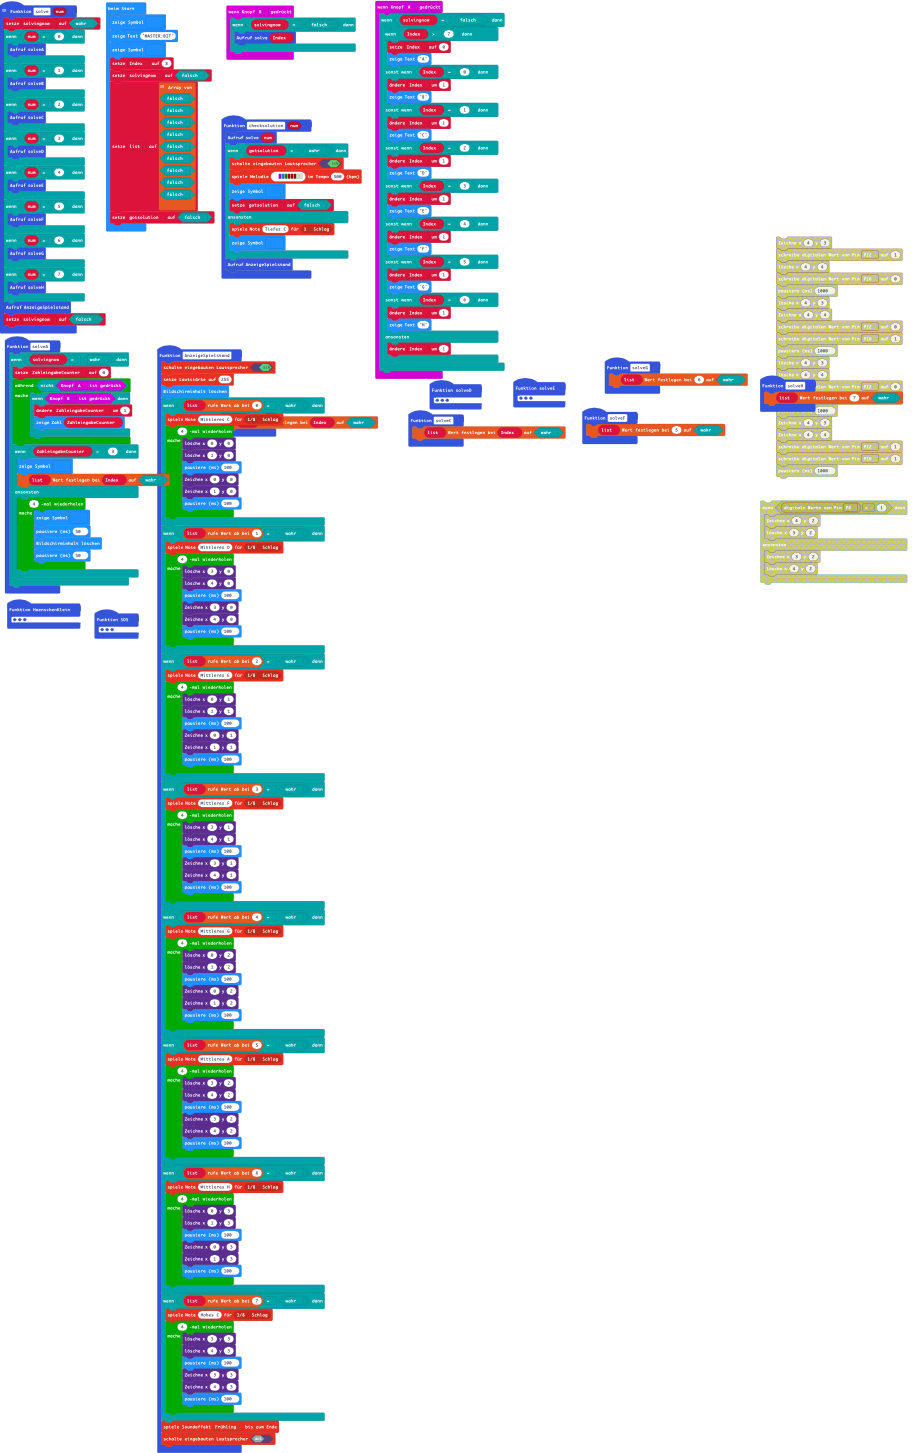 Funktion solve num
setze solvingnow auf wahr
wenn num = 0 dann
Aufruf solveA
wenn num = 1 dann
Aufruf solveB
wenn num = 2 dann
Aufruf solveC
wenn num = 3 dann
Aufruf solveD
wenn num = 4 dann
Aufruf solveE
wenn num = 5 dann
Aufruf solveF
wenn num = 6 dann
Aufruf solveG
wenn num = 7 dann
Aufruf solveH
Aufruf AnzeigeSpielstand
setze solvingnow auf falsch
beim Start
zeige Symbol
zeige Text "MASTER:BIT"
zeige Symbol
setze Index auf
setze solvingnow auf falsch
Array von
falsch
falsch
falsch
falsch
setze list auf
falsch
falsch
falsch
falsch
falsch
setze gotsolution auf falsch
wenn Knopf B gedrückt
wenn solvingnow = falsch dann
Aufruf solve Index
Funktion checksolution num
Aufruf solve num
wenn gotsolution = wahr dann
schalte eingebauten Lautsprecher
spiele Melodie im Tempo 500 (bpm)
zeige Symbol
setze gotsolution auf falsch
ansonsten
spiele Note Tiefes C für 1 Schlag
zeige Symbol
Aufruf AnzeigeSpielstand
wenn Knopf A gedrückt
wenn solvingnow = falsch dann
wenn Index > 7 dann
setze Index auf 0
zeige Text "A"
sonst wenn Index = 0 dann
ändere Index um 1
zeige Text "B"
sonst wenn Index = 1 dann
ändere Index um 1
zeige Text "C"
sonst wenn Index = 2 dann
ändere Index um 1
zeige Text "D"
sonst wenn Index = 3 dann
ändere Index um 1
zeige Text "E"
sonst wenn Index = 4 dann
ändere Index um 1
zeige Text "F"
sonst wenn Index = 5 dann
ändere Index um 1
zeige Text "G"
sonst wenn Index = 6 dann
ändere Index um 1
zeige Text "H"
ansonsten
ändere Index um 1
Funktion solveA
wenn solvingnow = wahr dann
setze ZahleingabeCounter auf 0
während nicht Knopf A ist gedrückt
mache wenn Knopf B ist gedrückt dann
ändere ZahleingabeCounter um 1
zeige Zahl ZahleingabeCounter
wenn ZahleingabeCounter = dann
zeige Symbol
list Wert festlegen bei Index auf wahr
ansonsten
4 -mal wiederholen
mache zeige Symbol
pausiere (ms) 50
Bildschirminhalt löschen
pausiere (ms) 50
Funktion HaenschenKlein
Funktion SOS
Funktion AnzeigeSpielstand
schalte eingebauten Lautsprecher
setze Lautstärke auf 255
Bildschirminhalt löschen
wenn list rufe Wert ab bei 0 = wahr dann
spiele Note Mittleres C für 1/8 Schlag
4 -mal wiederholen
mache lösche x 0 y 0
lösche x 1 y 0
pausiere (ms) 100
Zeichne x 0 y 0
Zeichne x 1 y 0
pausiere (ms) 100
wenn list rufe Wert ab bei 1 = wahr dann
spiele Note Mittleres D für 1/8 Schlag
4 -mal wiederholen
mache lösche x 3 y 0
lösche x 4 y 0
pausiere (ms) 100
Zeichne x 3 y 0
Zeichne x 4 y 0
pausiere (ms) 100
wenn list rufe Wert ab bei 2 = wahr dann
spiele Note Mittleres E für 1/8 Schlag
4 -mal wiederholen
mache lösche x 0 y 1
lösche x 1 y 1
pausiere (ms) 100
Zeichne x 0 y 1
Zeichne x 1 y 1
pausiere (ms) 100
wenn list rufe Wert ab bei 3 = wahr dann
spiele Note Mittleres F für 1/8 Schlag
4 -mal wiederholen
mache lösche x 3 y 1
lösche x 4 y 1
pausiere (ms) 100
Zeichne x 3 y 1
Zeichne x 4 y 1
pausiere (ms) 100
wenn list rufe Wert ab bei 4 = wahr dann
spiele Note Mittleres G für 1/8 Schlag
4 -mal wiederholen
mache lösche x 0 y 2
lösche x 1 y 2
pausiere (ms) 100
Zeichne x 0 y 2
Zeichne x 1 y 2
pausiere (ms) 100
wenn list rufe Wert ab bei 5 = wahr dann
spiele Note Mittleres A für 1/8 Schlag
4 -mal wiederholen
mache lösche x 3 y 2
lösche x 4 y 2
pausiere (ms) 100
Zeichne x 3 y 2
Zeichne x 4 y 2
pausiere (ms) 100
wenn list rufe Wert ab bei 6 = wahr dann
spiele Note Mittleres H für 1/8 Schlag
4 -mal wiederholen
mache lösche x 0 y 3
lösche x 1 y 3
pausiere (ms) 100
Zeichne x 0 y 3
Zeichne x 1 y 3
pausiere (ms) 100
wenn list rufe Wert ab bei 7 = wahr dann
spiele Note Hohes C für 1/8 Schlag
4 -mal wiederholen
mache lösche x 3 y 3
lösche x 4 y 3
pausiere (ms) 100
Zeichne x 3 y 3
Zeichne x 4 y 3
pausiere (ms) 100
spiele Soundeffekt Frühling bis zum Ende
schalte eingebauten Lautsprecher
legen bei Index auf wahr
Funktion solveD
Funktion solveE
Funktion
list Wert festlegen bei Index auf wahr
Funktion solveF
list Wert festlegen bei 5 auf wahr
Funktion solveG
list Wert festlegen bei 6 auf wahr
Funktion solveH
list Wert festlegen bei 7 auf wahr
Zeichne x 4 y 3
schreibe digitalen Wert von Pin auf 1
lösche x 4 y 4
schreibe digitalen Wert von Pin auf 0
pausiere (ms) 1000
lösche x 4 y 3
Zeichne x 4 y 4
schreibe digitalen Wert von Pin auf 0
schreibe digitalen Wert von Pin auf 1
pausiere (ms) 1000
lösche x 4 y 3
lösche x 4 y 4
Wert von Pin auf 0
1000
Zeichne x 4 y 3
Zeichne x 4 y 4
schreibe digitalen Wert von Pin auf 1
schreibe digitalen Wert von Pin auf 1
pausiere (ms) 1000
wenn digitale Werte von Pin = 1 dann
Zeichne x 4 y 2
lösche x 3 y 2
ansonsten
Zeichne x 3 y 2
lösche x 4 y 2